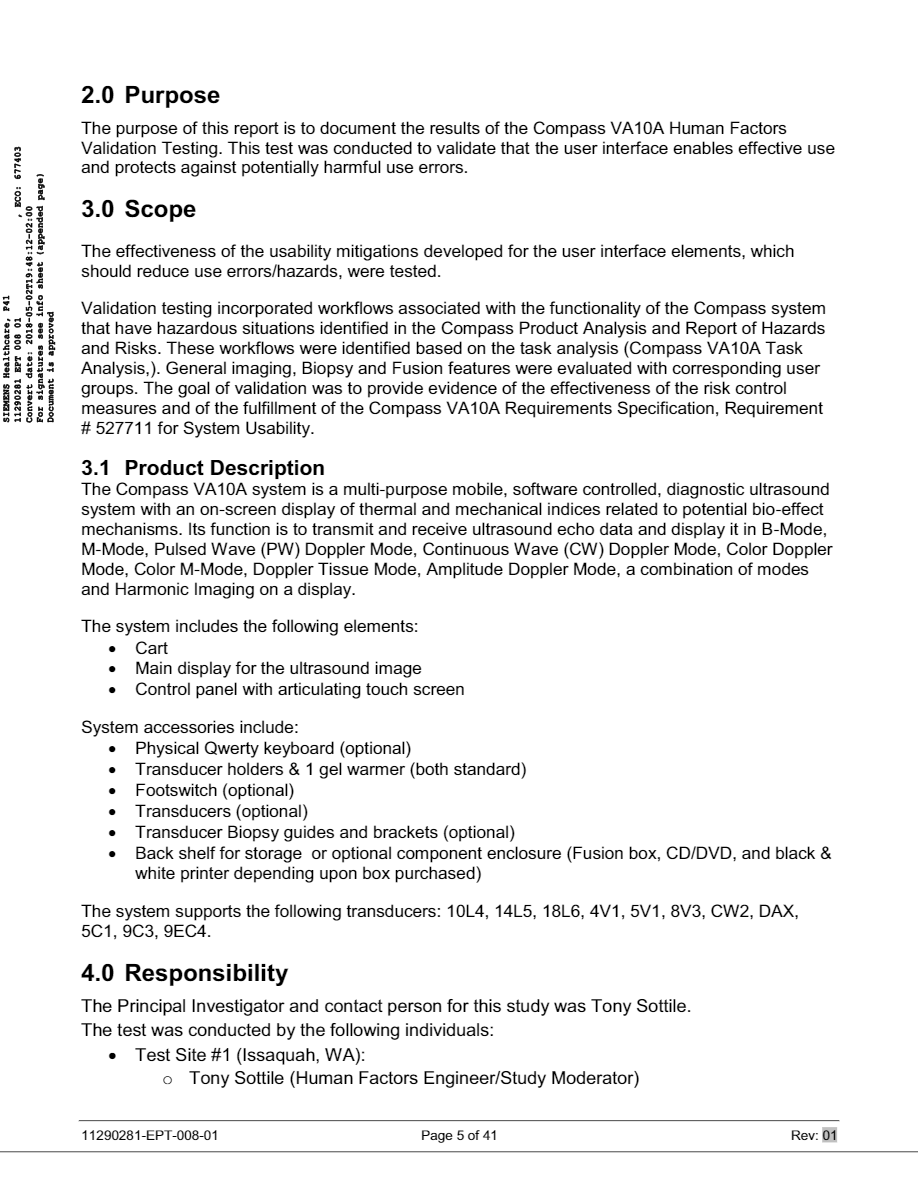 SIEMENS Healthcare, P41
11290281 EPT 008 01 , ECO: 677403
Convert date: 2018-05-02T19:48:12-02:00
For signatures see info sheet (appended page)
Document is approved
2.0 Purpose
The purpose of this report is to document the results of the Compass VA10A Human Factors
Validation Testing. This test was conducted to validate that the user interface enables effective use
and protects against potentially harmful use errors.
3.0 Scope
The effectiveness of the usability mitigations developed for the user interface elements, which
should reduce use errors/hazards, were tested.
Validation testing incorporated workflows associated with the functionality of the Compass system
that have hazardous situations identified in the Compass Product Analysis and Report of Hazards
and Risks. These workflows were identified based on the task analysis (Compass VA10A Task
Analysis,). General imaging, Biopsy and Fusion features were evaluated with corresponding user
groups. The goal of validation was to provide evidence of the effectiveness of the risk control
measures and of the fulfillment of the Compass VA10A Requirements Specification, Requirement
# 527711 for System Usability.
3.1 Product Description
The Compass VA10A system is a multi-purpose mobile, software controlled, diagnostic ultrasound
system with an on-screen display of thermal and mechanical indices related to potential bio-effect
mechanisms. Its function is to transmit and receive ultrasound echo data and display it in B-Mode,
M-Mode, Pulsed Wave (PW) Doppler Mode, Continuous Wave (CW) Doppler Mode, Color Doppler
Mode, Color M-Mode, Doppler Tissue Mode, Amplitude Doppler Mode, a combination of modes
and Harmonic Imaging on a display.
The system includes the following elements:
• Cart
• Main display for the ultrasound image
• Control panel with articulating touch screen
System accessories include:
• Physical Qwerty keyboard (optional)
• Transducer holders & 1 gel warmer (both standard)
• Footswitch (optional)
• Transducers (optional)
• Transducer Biopsy guides and brackets (optional)
• Back shelf for storage or optional component enclosure (Fusion box, CD/DVD, and black &
white printer depending upon box purchased)
The system supports the following transducers: 10L4, 14L5, 18L6, 4V1, 5V1, 8V3, CW2, DAX,
5C1, 9C3, 9EC4.
4.0 Responsibility
The Principal Investigator and contact person for this study was Tony Sottile.
The test was conducted by the following individuals:
• Test Site #1 (Issaquah, WA):
○ Tony Sottile (Human Factors Engineer/Study Moderator)
11290281-EPT-008-01 Page 5 of 41 Rev: 01